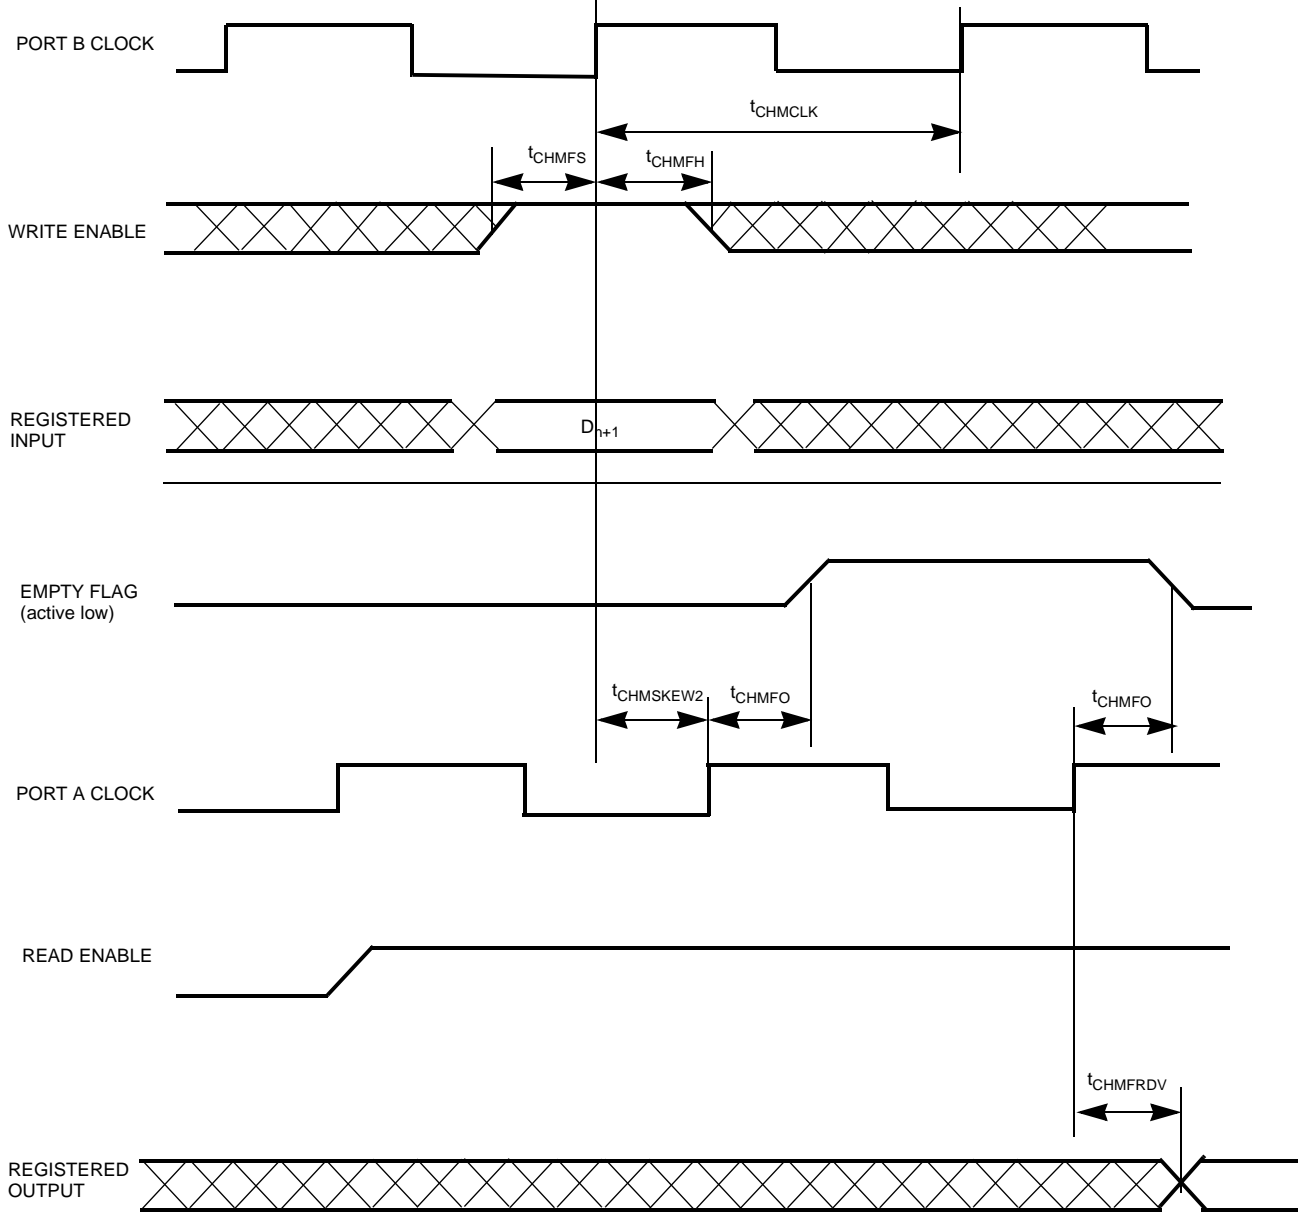 PORT B CLOCK
tCHMCLK
tCHMFS
tCHMFH
WRITE ENABLE
REGISTERED
INPUT
Dn+1
EMPTY FLAG
(active low)
tCHMSKEW2
tCHMFO
tCHMFO
PORT A CLOCK
READ ENABLE
tCHMFRDV
REGISTERED
OUTPUT